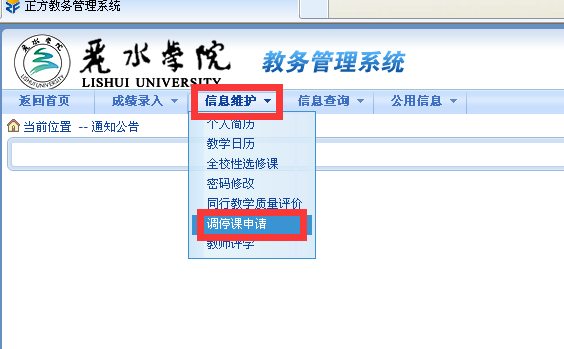 正方教务管理系统
丽水学院
LISHUI UNIVERSITY
教务管理系统
返回首页 成绩录入 信息维护 信息查询 公用信息
当前位置 -- 通知公告
个人简历
教学日历
全校性选修课
密码修改
同行教学质量评价
调停课申请
教师评学